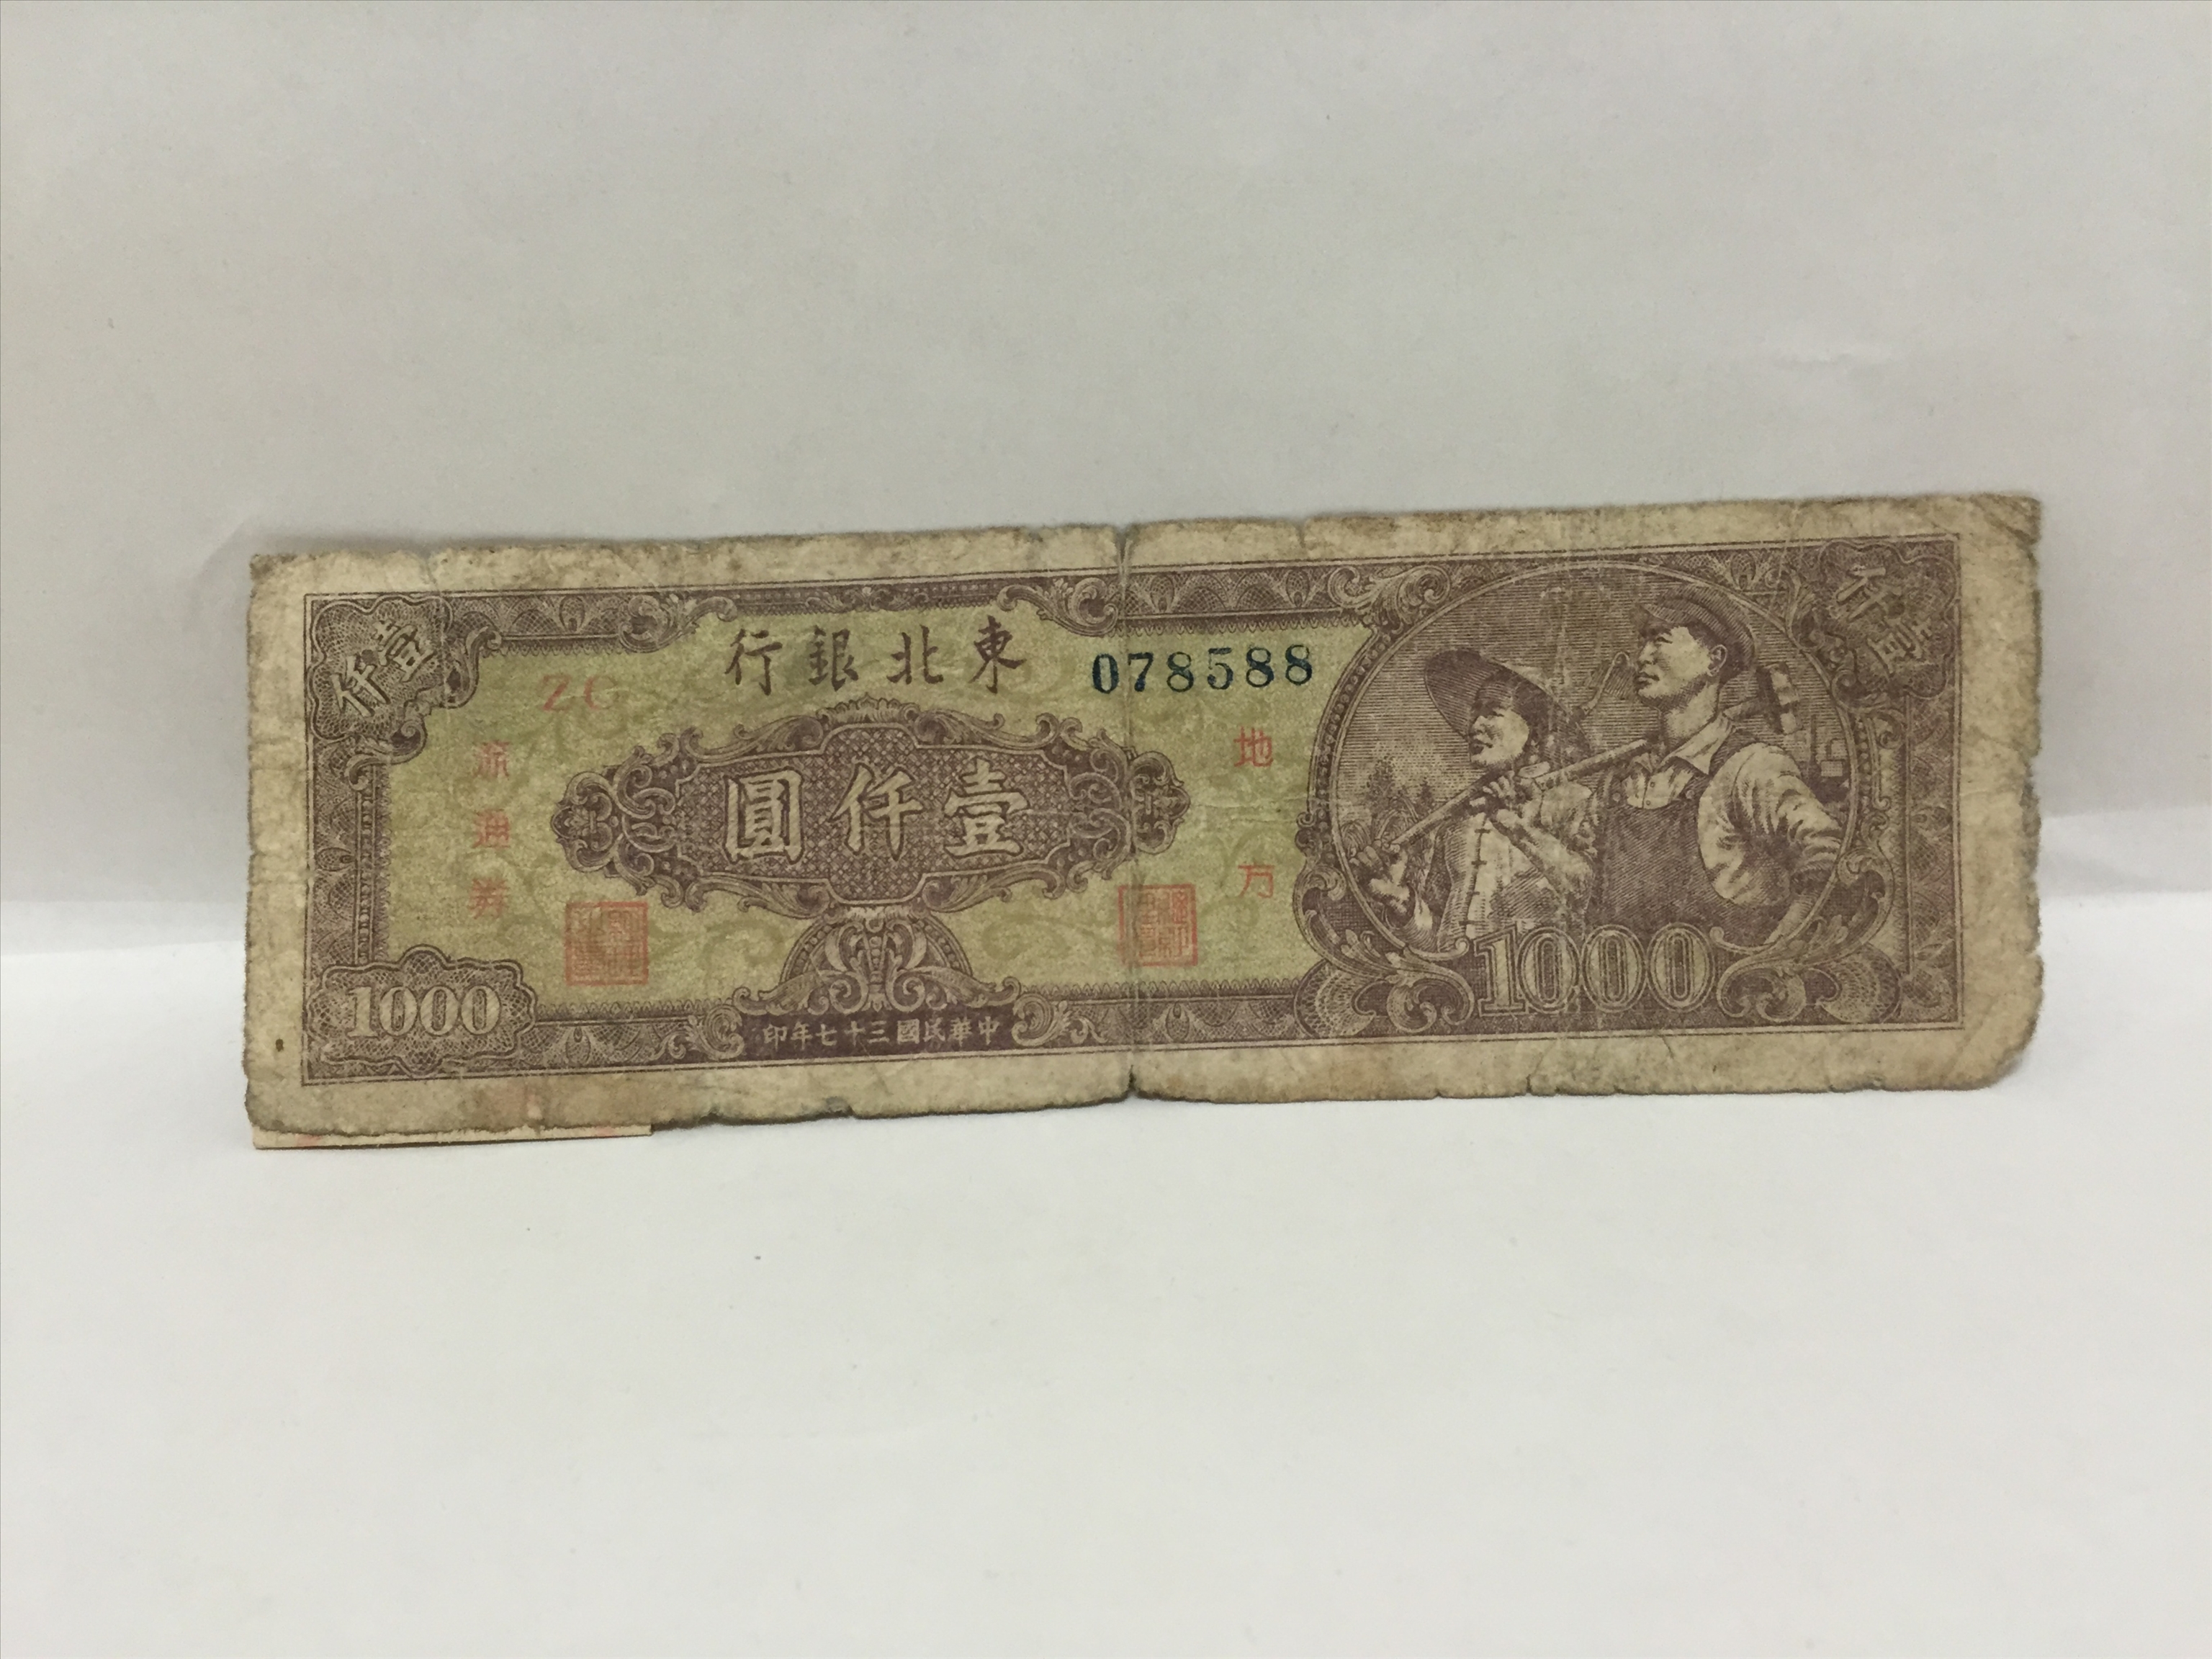 壹仟
東北銀行
078588
壹仟
ZC
地方
流通券
壹仟圓
1000
1000
中華民國三十七年印